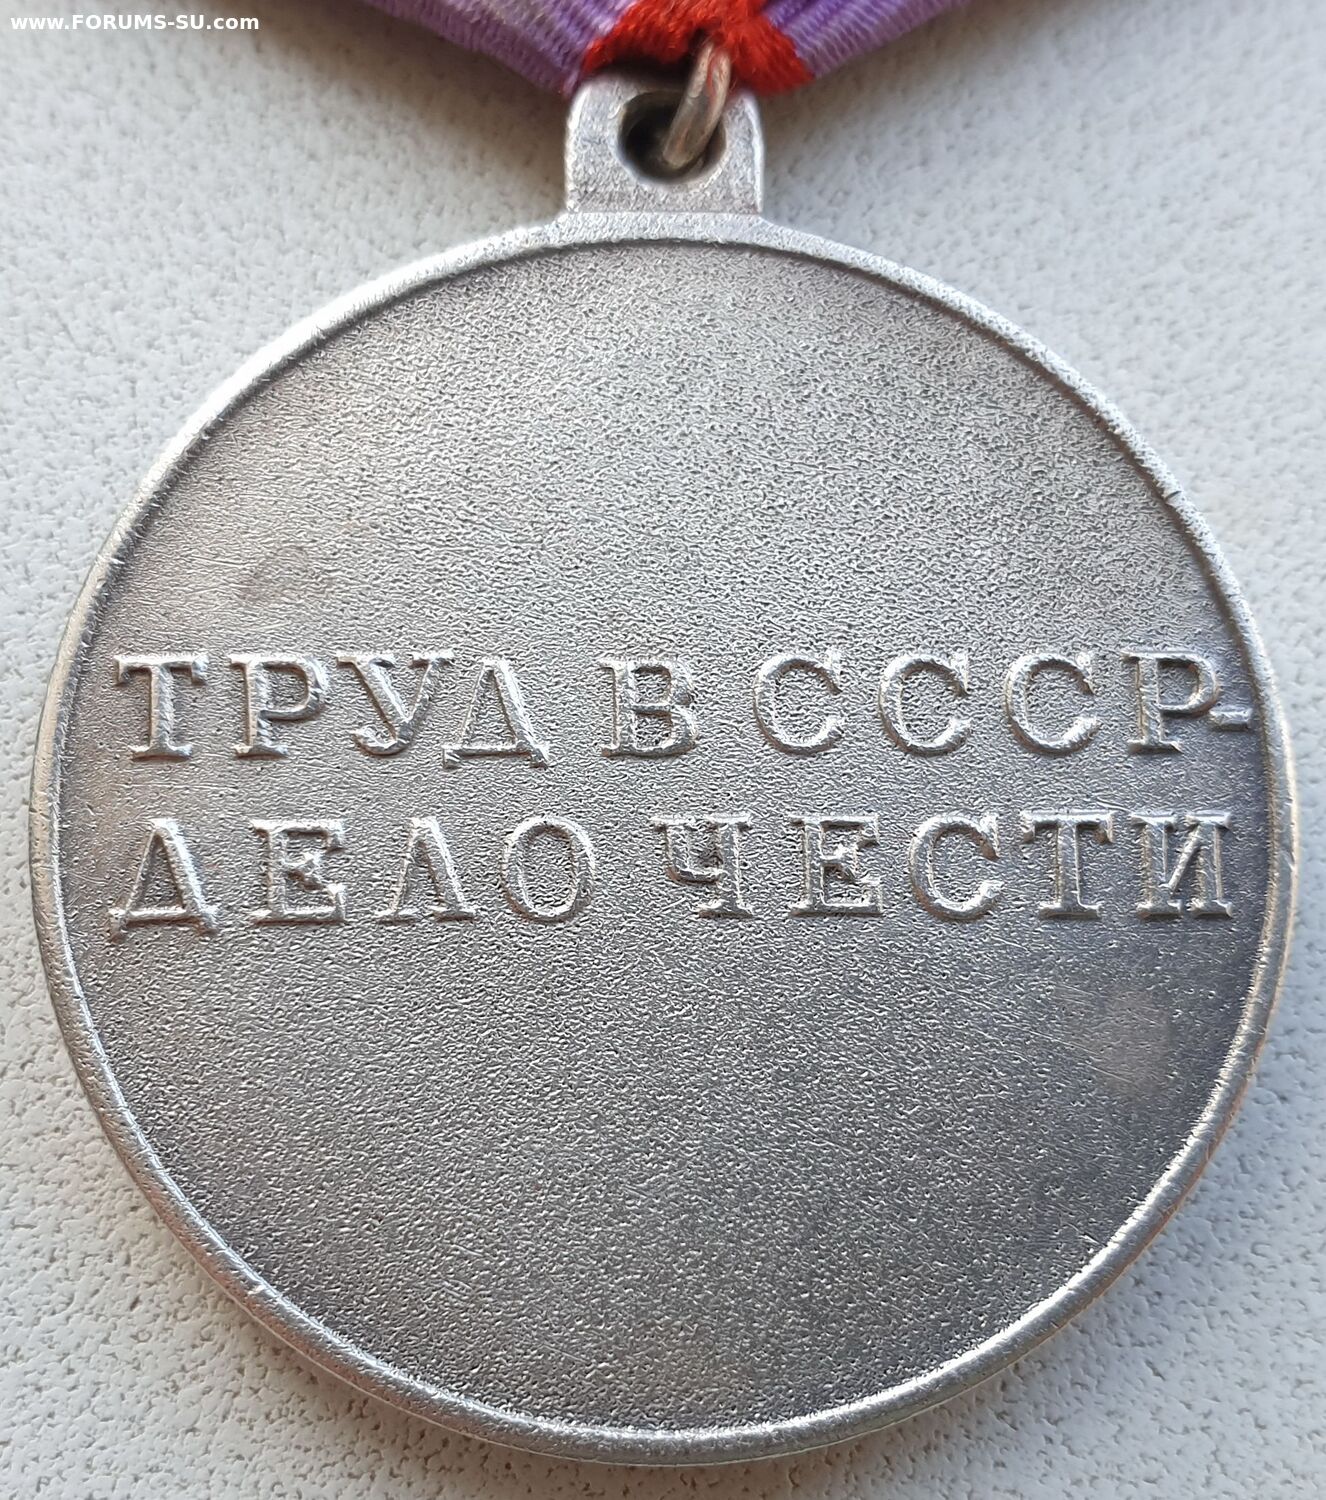 www.FORUMS-SU.com
ТРУД В СССР-
ДЕЛО ЧЕСТИ